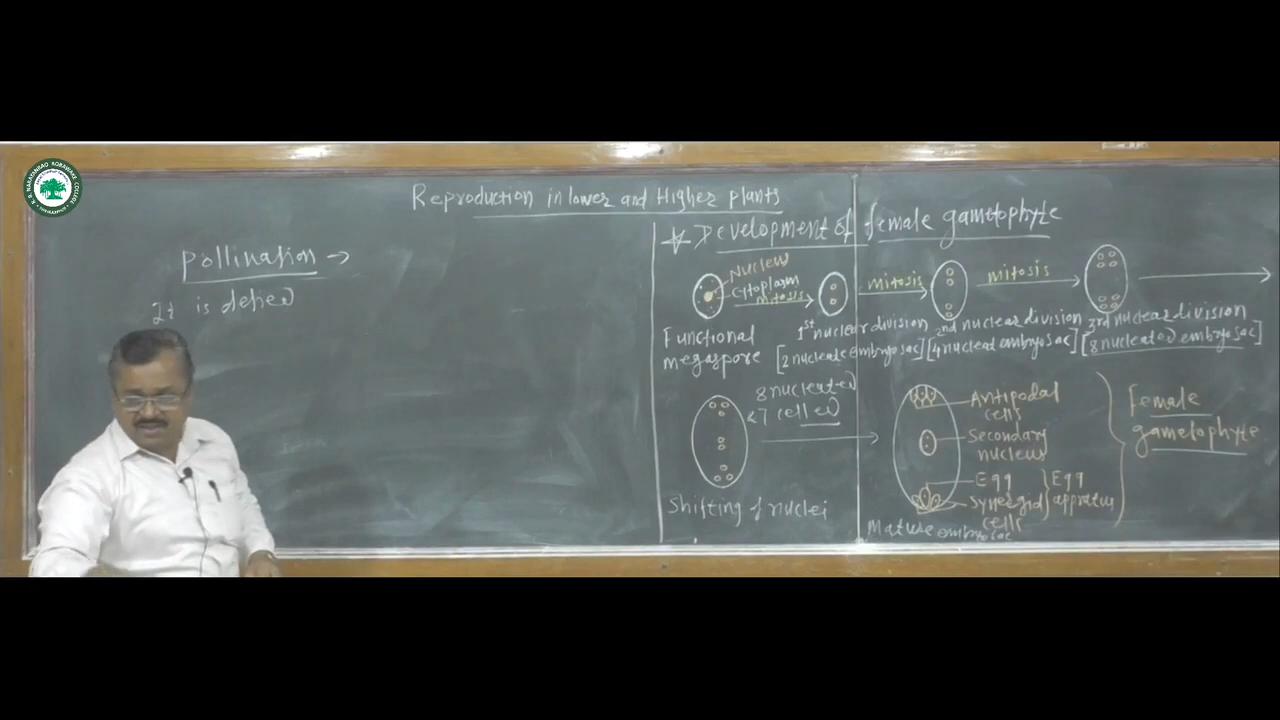 Reproduction in lower and Higher plants
Pollination →
It is defien
Development of female gametophyte
Nucleus
Cytoplasm
mitosis
mitosis
mitosis
Functional
megaspore
1st nuclear division
[2 nucleate embryo sac]
2nd nuclear division
[4 nucleat embryo sac]
3rd nuclear division
[8 nucleated embryo sac]
8 nucleated
&7 celled
Shifting of nuclei
Antipodal
cells
Secondary
nucleus
Egg
Synergid
cells
Egg
appratus
Mature embryo sac
Female
gametophyte